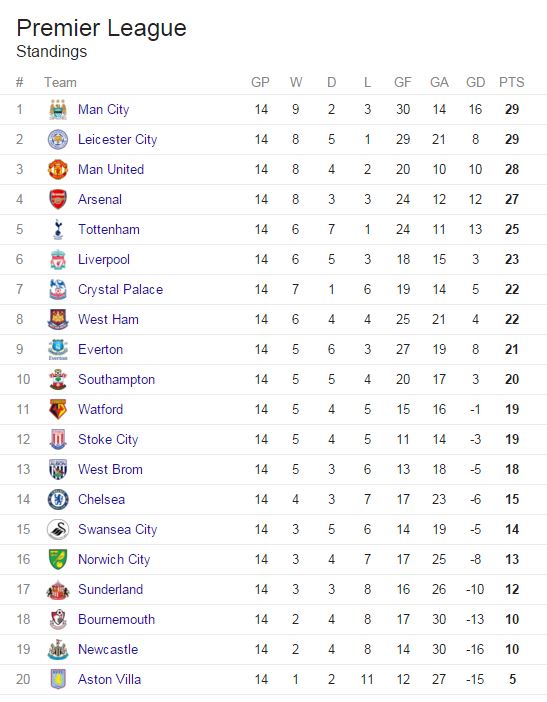 Premier League
Standings
# Team GP W D L GF GA GD PTS
1 Man City 14 9 2 3 30 14 16 29
2 Leicester City 14 8 5 1 29 21 8 29
3 Man United 14 8 4 2 20 10 10 28
4 Arsenal 14 8 3 3 24 12 12 27
5 Tottenham 14 6 7 1 24 11 13 25
6 Liverpool 14 6 5 3 18 15 3 23
7 Crystal Palace 14 7 1 6 19 14 5 22
8 West Ham 14 6 4 4 25 21 4 22
9 Everton 14 5 6 3 27 19 8 21
10 Southampton 14 5 5 4 20 17 3 20
11 Watford 14 5 4 5 15 16 -1 19
12 Stoke City 14 5 4 5 11 14 -3 19
13 West Brom 14 5 3 6 13 18 -5 18
14 Chelsea 14 4 3 7 17 23 -6 15
15 Swansea City 14 3 5 6 14 19 -5 14
16 Norwich City 14 3 4 7 17 25 -8 13
17 Sunderland 14 3 3 8 16 26 -10 12
18 Bournemouth 14 2 4 8 17 30 -13 10
19 Newcastle 14 2 4 8 14 30 -16 10
20 Aston Villa 14 1 2 11 12 27 -15 5